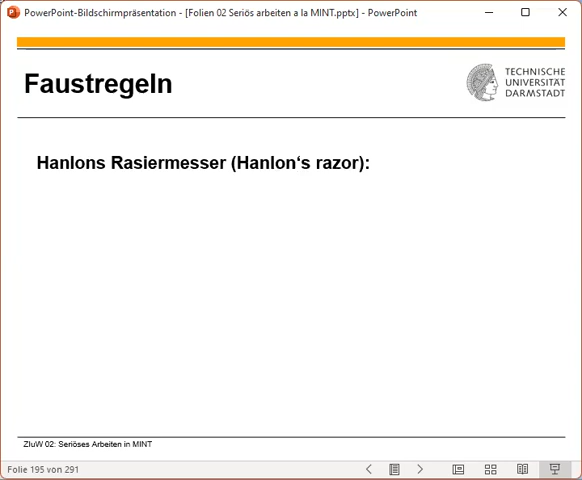 PowerPoint-Bildschirmpräsentation - [Folien 02 Seriös arbeiten a la MINT.pptx] - PowerPoint
Faustregeln
TECHNISCHE
UNIVERSITÄT
DARMSTADT
Hanlons Rasiermesser (Hanlon‘s razor):
ZIuW 02: Seriöses Arbeiten in MINT
Folie 195 von 291